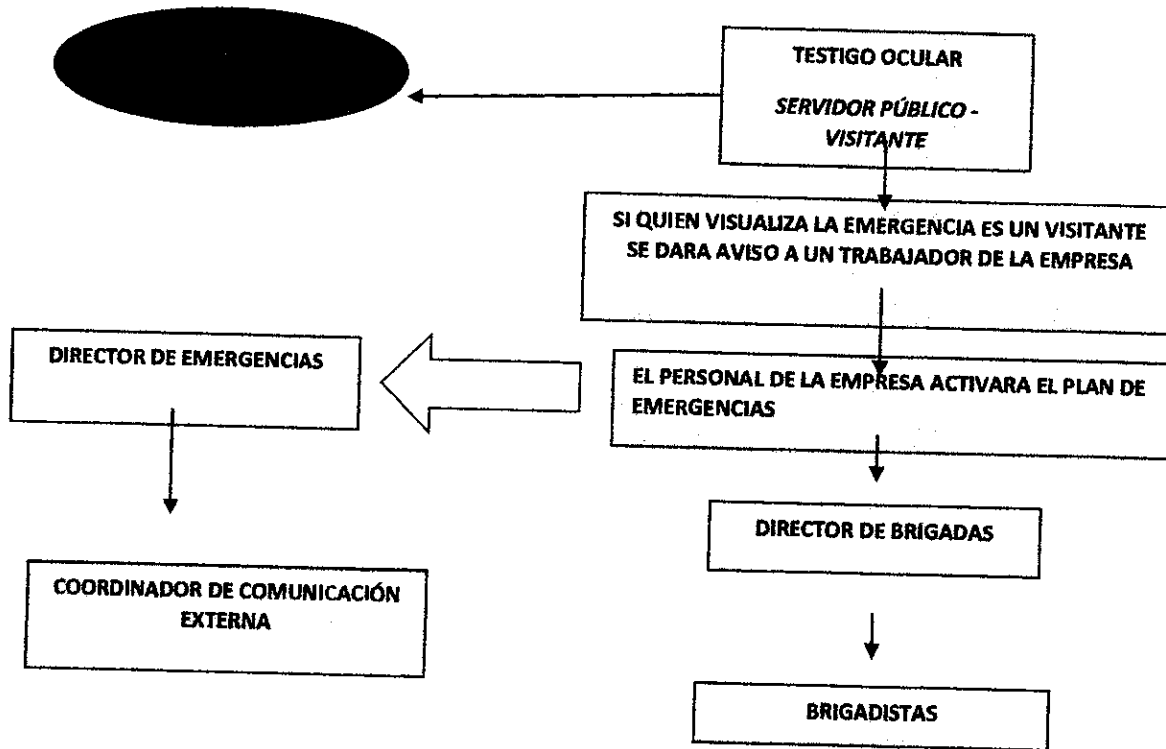 TESTIGO OCULAR
SERVIDOR PÚBLICO -
VISITANTE
SI QUIEN VISUALIZA LA EMERGENCIA ES UN VISITANTE
SE DARA AVISO A UN TRABAJADOR DE LA EMPRESA
DIRECTOR DE EMERGENCIAS
EL PERSONAL DE LA EMPRESA ACTIVARA EL PLAN DE
EMERGENCIAS
DIRECTOR DE BRIGADAS
COORDINADOR DE COMUNICACIÓN
EXTERNA
BRIGADISTAS